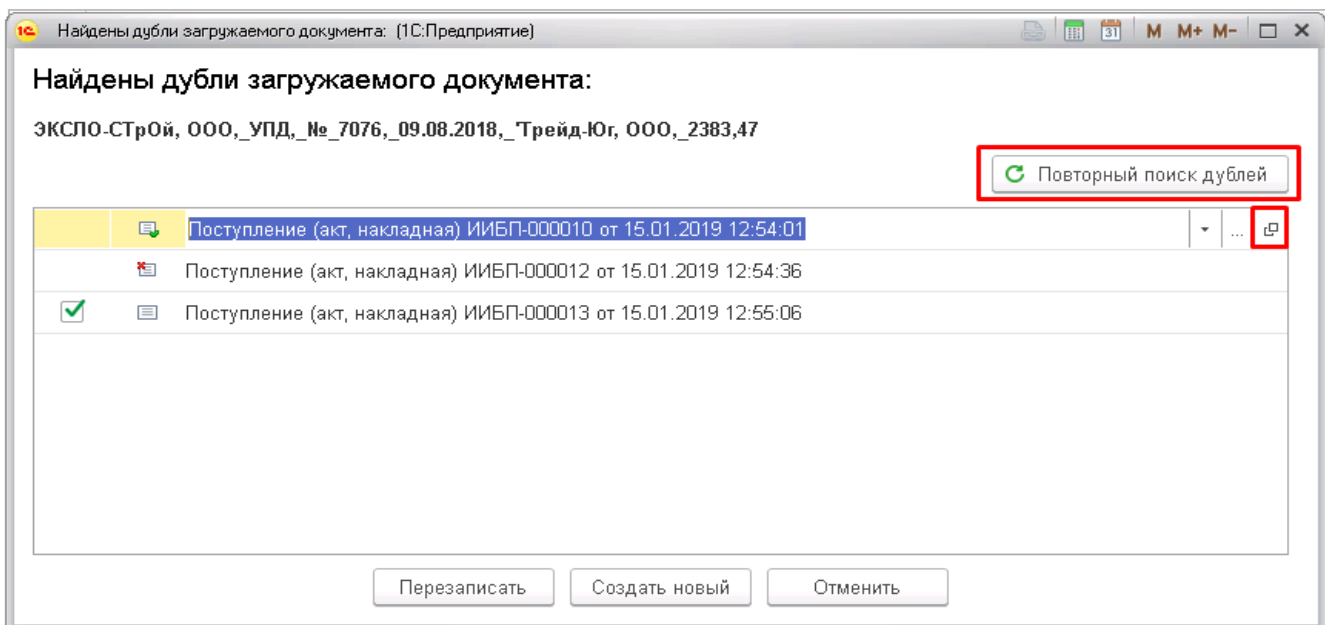 1С Найдены дубли загружаемого документа: (1С:Предприятие) 31 M M+ M-
Найдены дубли загружаемого документа:
ЭКСЛО-СТрОй, ООО,_УПД,_№_7076,_09.08.2018,_'Трейд-Юг, ООО,_2383,47
Повторный поиск дублей
Поступление (акт, накладная) ИИБП-000010 от 15.01.2019 12:54:01 ...
Поступление (акт, накладная) ИИБП-000012 от 15.01.2019 12:54:36
Поступление (акт, накладная) ИИБП-000013 от 15.01.2019 12:55:06
Перезаписать Создать новый Отменить